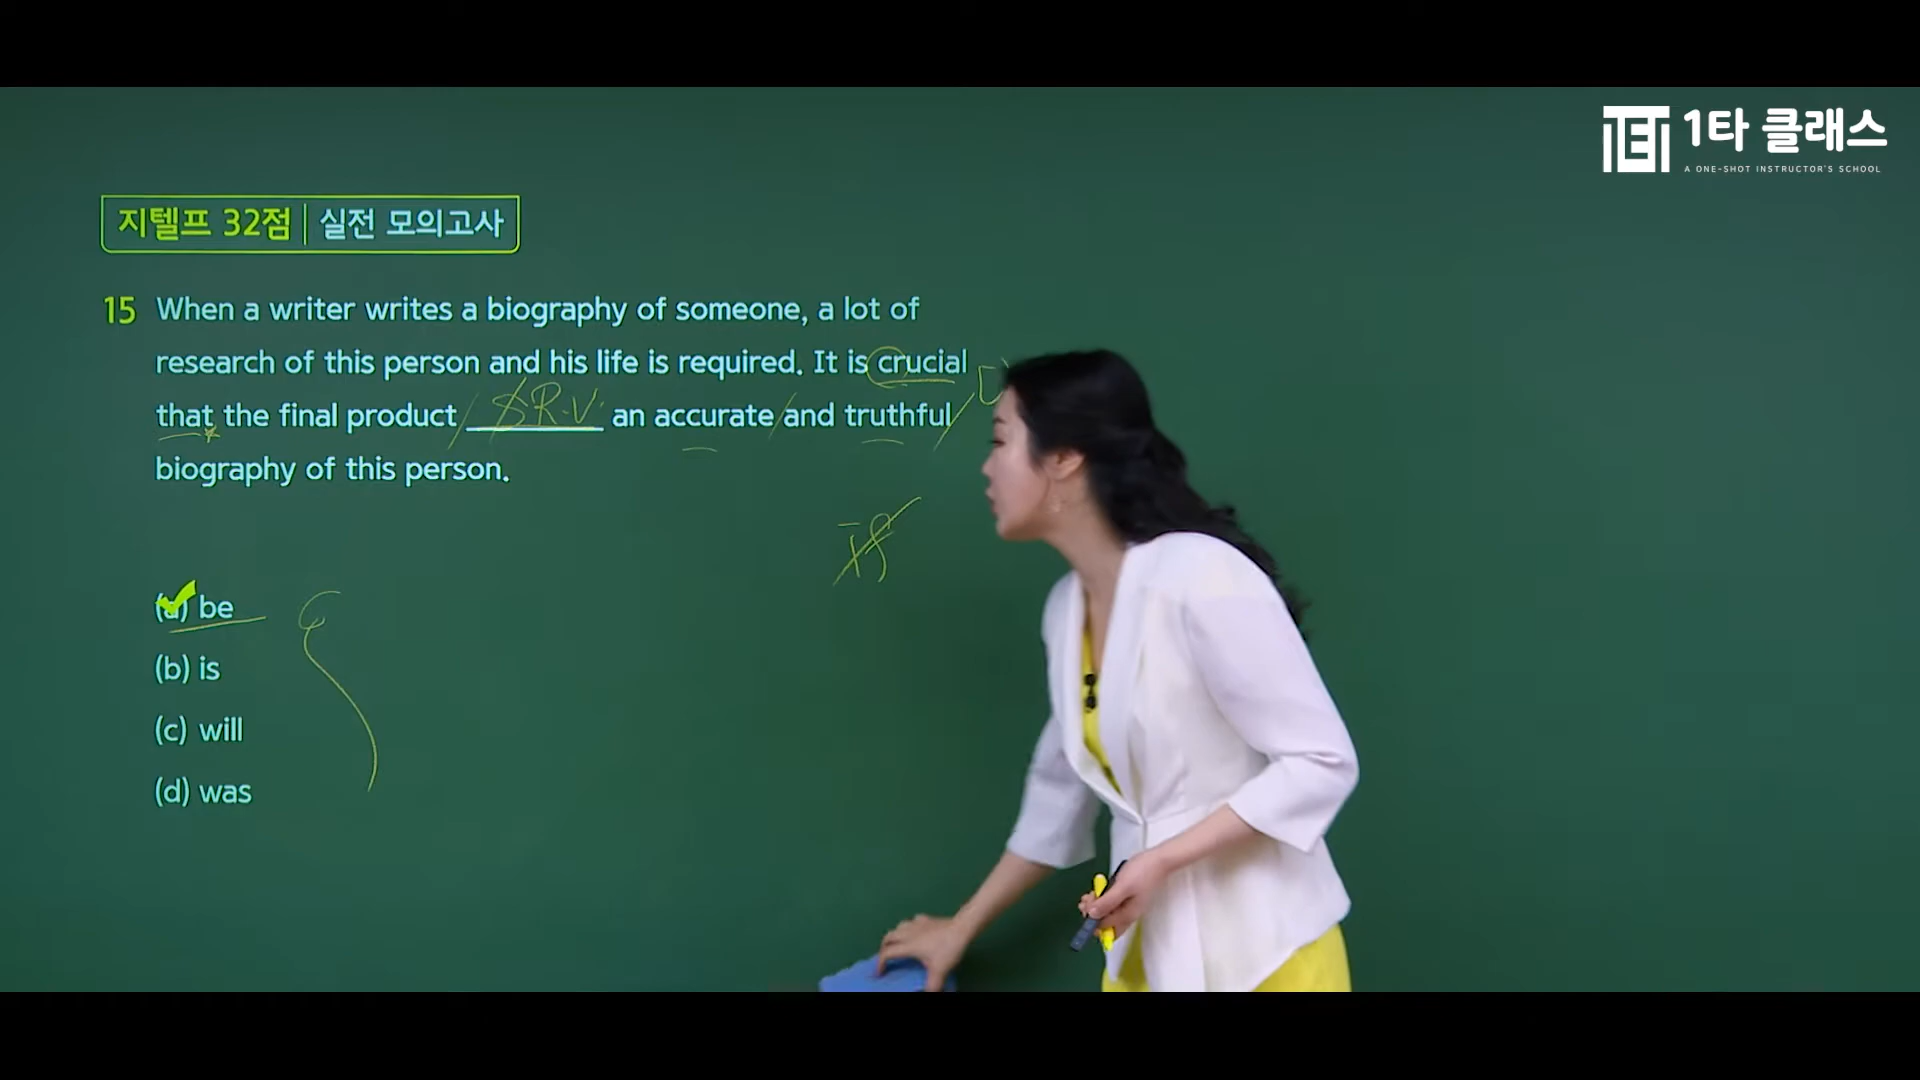 1타 클래스
A ONE-SHOT INSTRUCTOR'S SCHOOL
지텔프 32점 | 실전 모의고사
15 When a writer writes a biography of someone, a lot of
research of this person and his life is required. It is crucial
that the final product S.R.V. an accurate and truthful
biography of this person.
if
(a) be
(b) is
(c) will
(d) was